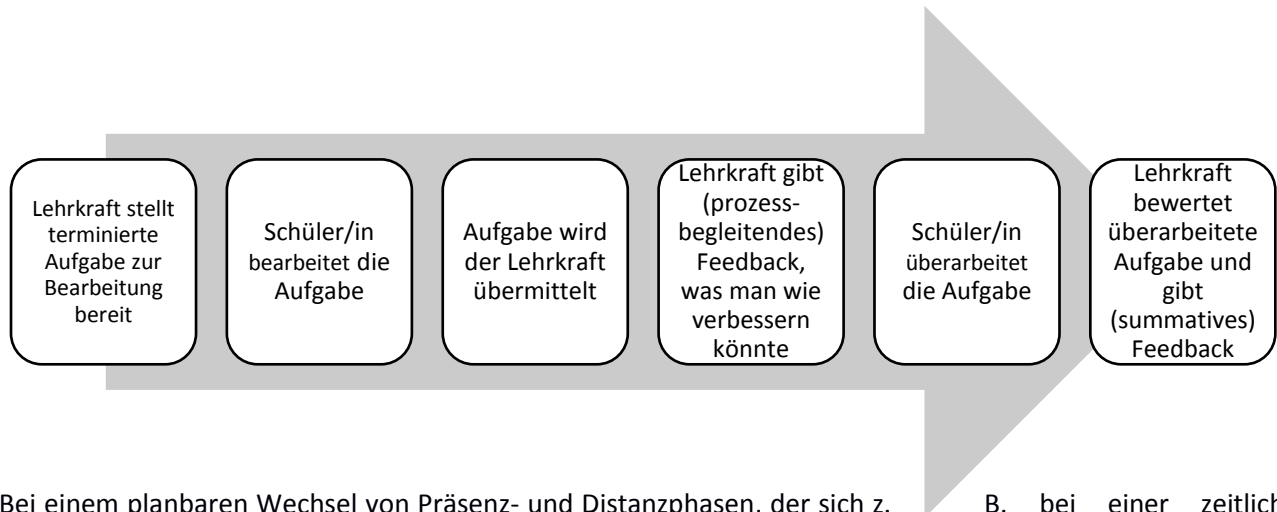 Lehrkraft stellt
terminierte
Aufgabe zur
Bearbeitung
bereit
Schüler/in
bearbeitet die
Aufgabe
Aufgabe wird
der Lehrkraft
übermittelt
Lehrkraft gibt
(prozess-
begleitendes)
Feedback,
was man wie
verbessern
könnte
Schüler/in
überarbeitet
die Aufgabe
Lehrkraft
bewertet
überarbeitete
Aufgabe und
gibt
(summatives)
Feedback
Bei einem planbaren Wechsel von Präsenz- und Distanzphasen, der sich z. B. bei einer zeitlich